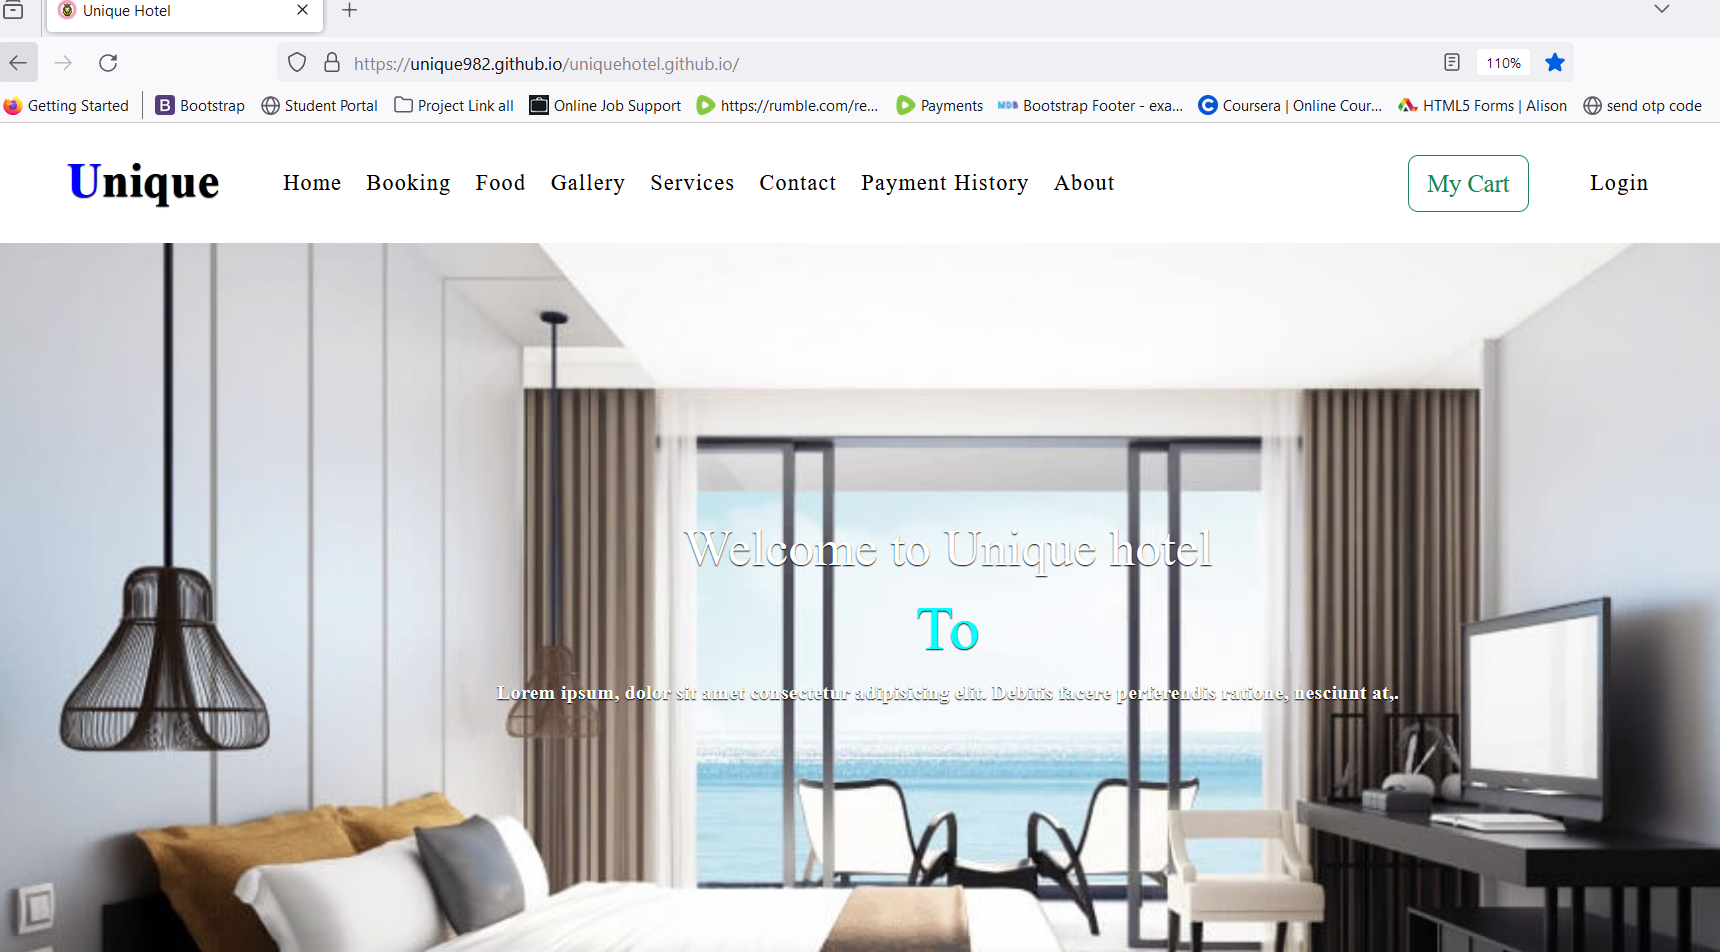 Unique Hotel
https://unique982.github.io/uniquehotel.github.io/
110%
Getting Started
Bootstrap
Student Portal
Project Link all
Online Job Support
https://rumble.com/re...
Payments
MDB
Bootstrap Footer - exa...
Coursera | Online Cour...
HTML5 Forms | Alison
send otp code
Unique
Home
Booking
Food
Gallery
Services
Contact
Payment History
About
My Cart
Login
Welcome to Unique hotel
To
Lorem ipsum, dolor sit amet consectetur adipisicing elit. Debitis facere perferendis ratione, nesciunt at,.